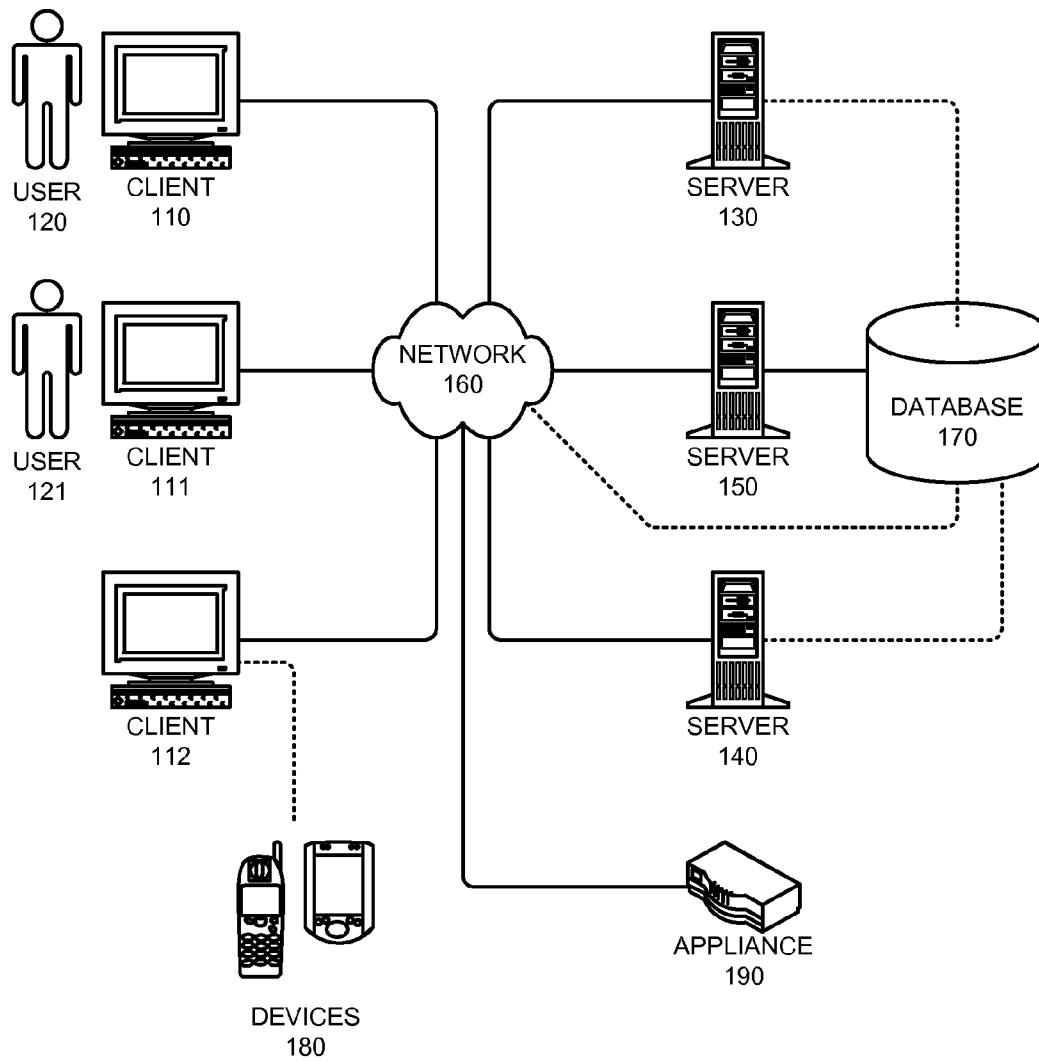 USER
120
CLIENT
110
SERVER
130
USER
121
CLIENT
111
NETWORK
160
SERVER
150
DATABASE
170
CLIENT
112
SERVER
140
DEVICES
180
APPLIANCE
190